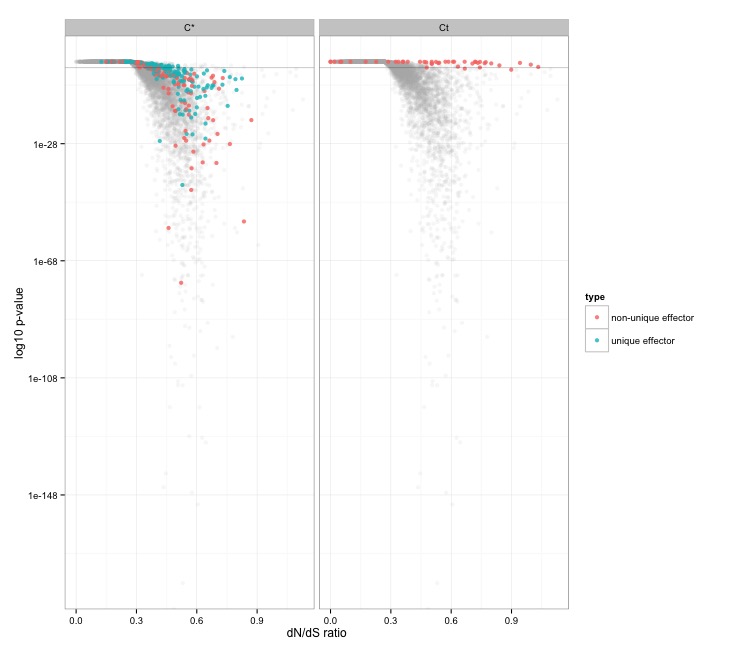 C*
Ct
1e-28
1e-68
1e-108
1e-148
log10 p-value
0.0 0.3 0.6 0.9
0.0 0.3 0.6 0.9
dN/dS ratio
type
non-unique effector
unique effector